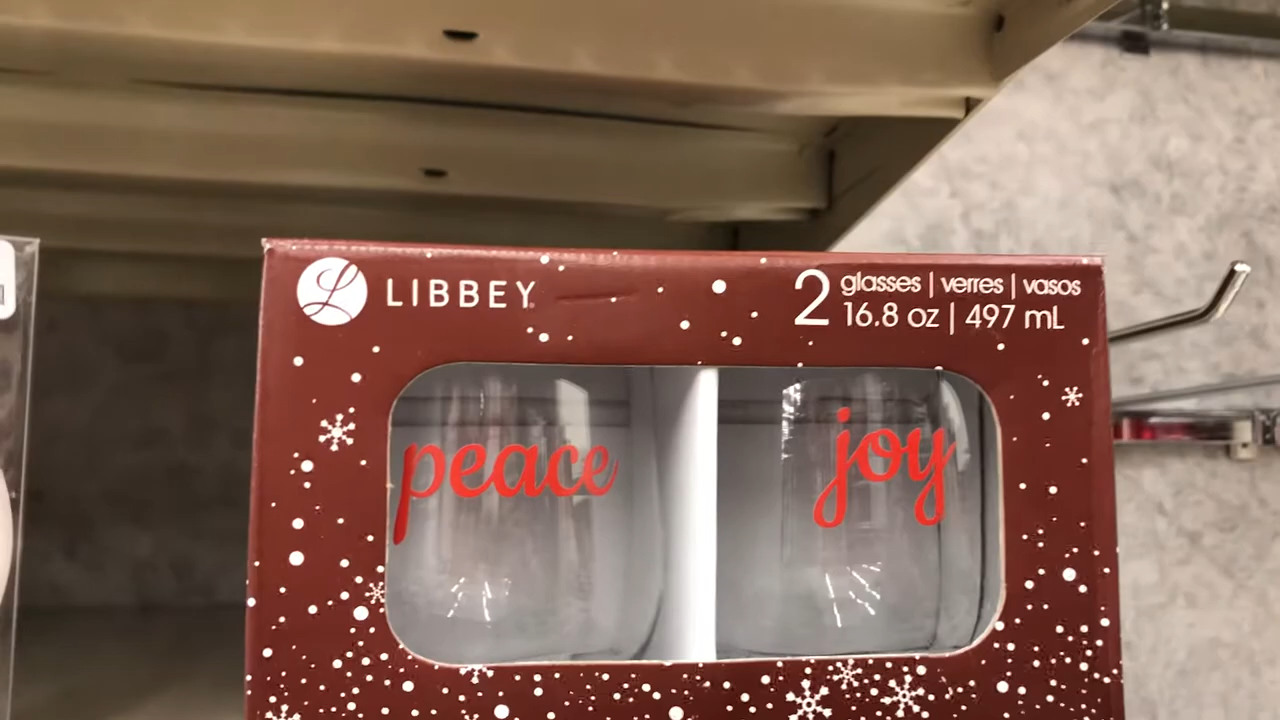 LIBBEY
2 glasses | verres | vasos
16.8 oz | 497 mL
peace
joy